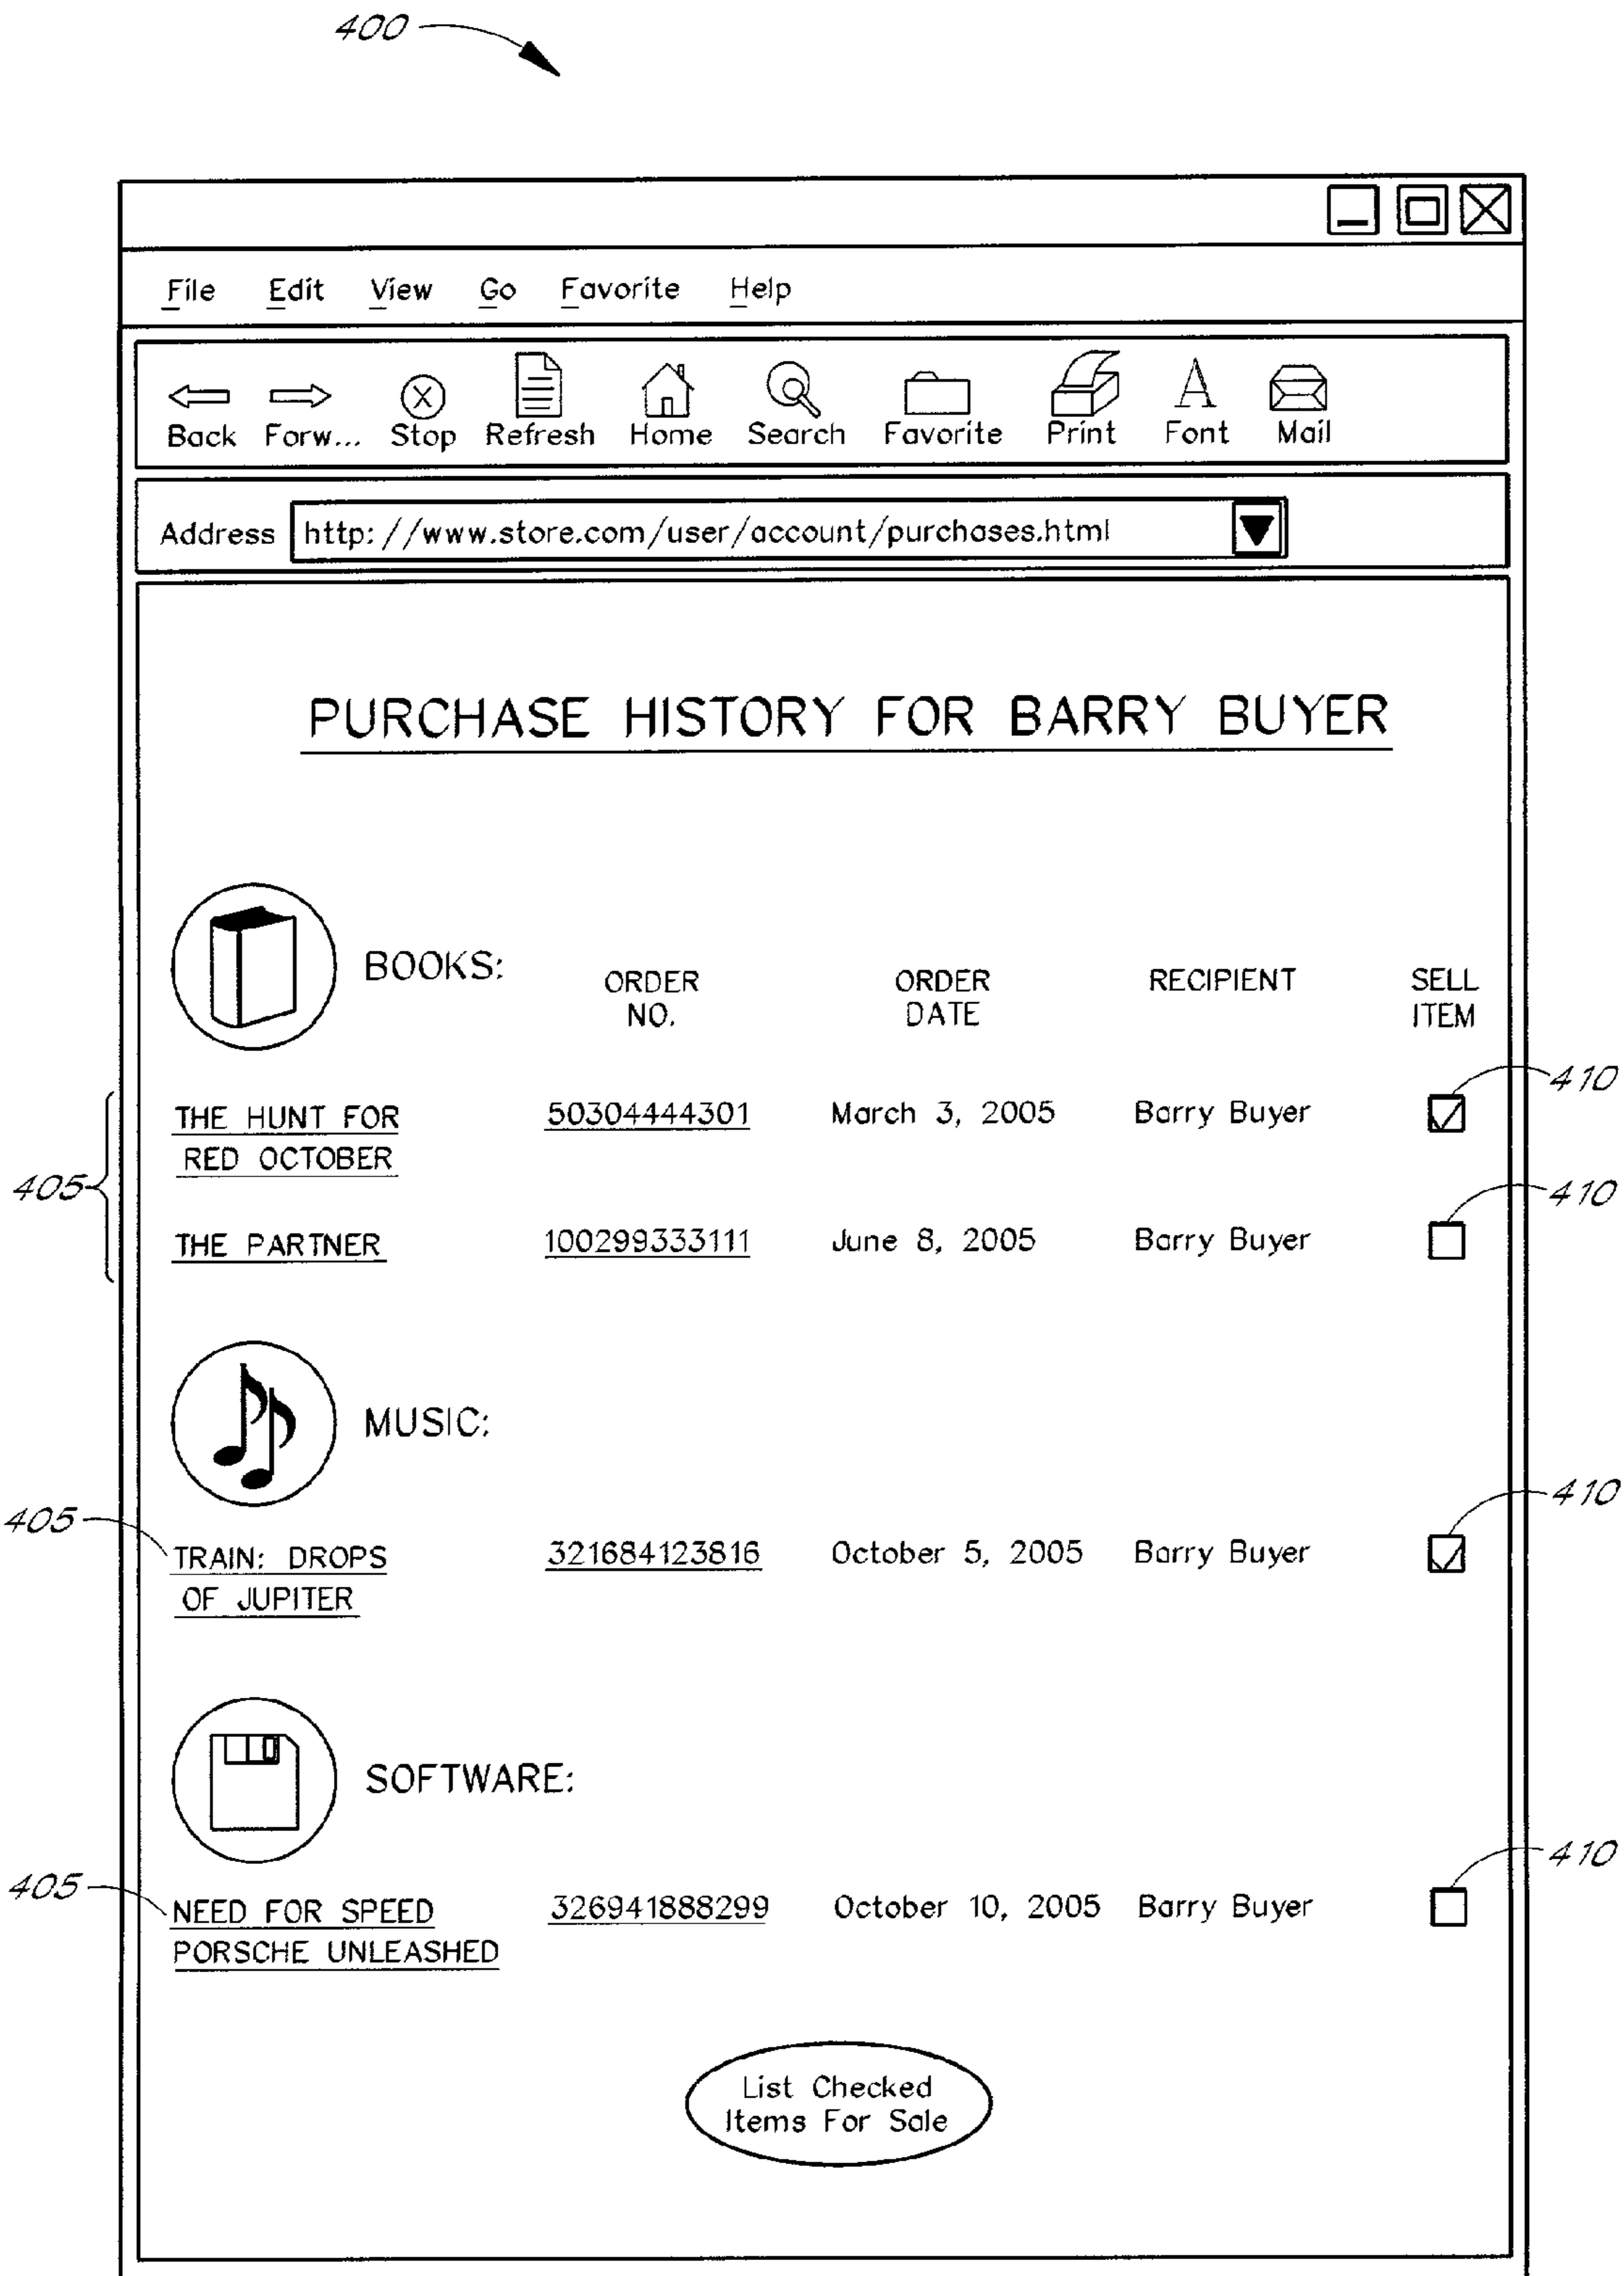 400
File Edit View Go Favorite Help
Back Forw... Stop Refresh Home Search Favorite Print Font Mail
Address http://www.store.com/user/account/purchases.html
PURCHASE HISTORY FOR BARRY BUYER
BOOKS: ORDER RECIPIENT ORDER SELL
NO. DATE ITEM
410
THE HUNT FOR 50304444301 March 3, 2005 Barry Buyer
RED OCTOBER
405
410
THE PARTNER 100299333111 June 8, 2005 Barry Buyer
MUSIC:
410
405
TRAIN: DROPS 321684123816 October 5, 2005 Barry Buyer
OF JUPITER
SOFTWARE:
410
405
NEED FOR SPEED 326941888299 October 10, 2005 Barry Buyer
PORSCHE UNLEASHED
List Checked
Items For Sale